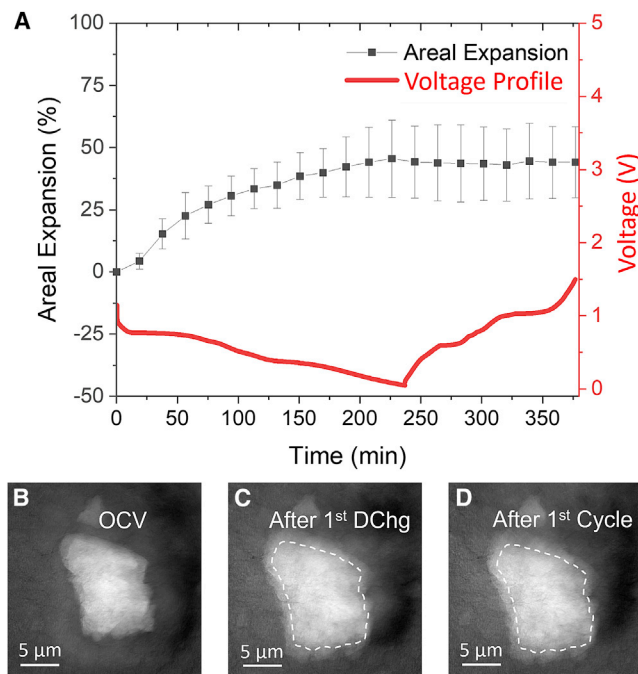 A
Areal Expansion
Voltage Profile
100
75
50
25
0
-25
-50
5
4
3
2
1
0
Areal Expansion (%)
Voltage (V)
0 50 100 150 200 250 300 350
Time (min)
B OCV
C After 1st DChg
D After 1st Cycle
5 µm
5 µm
5 µm